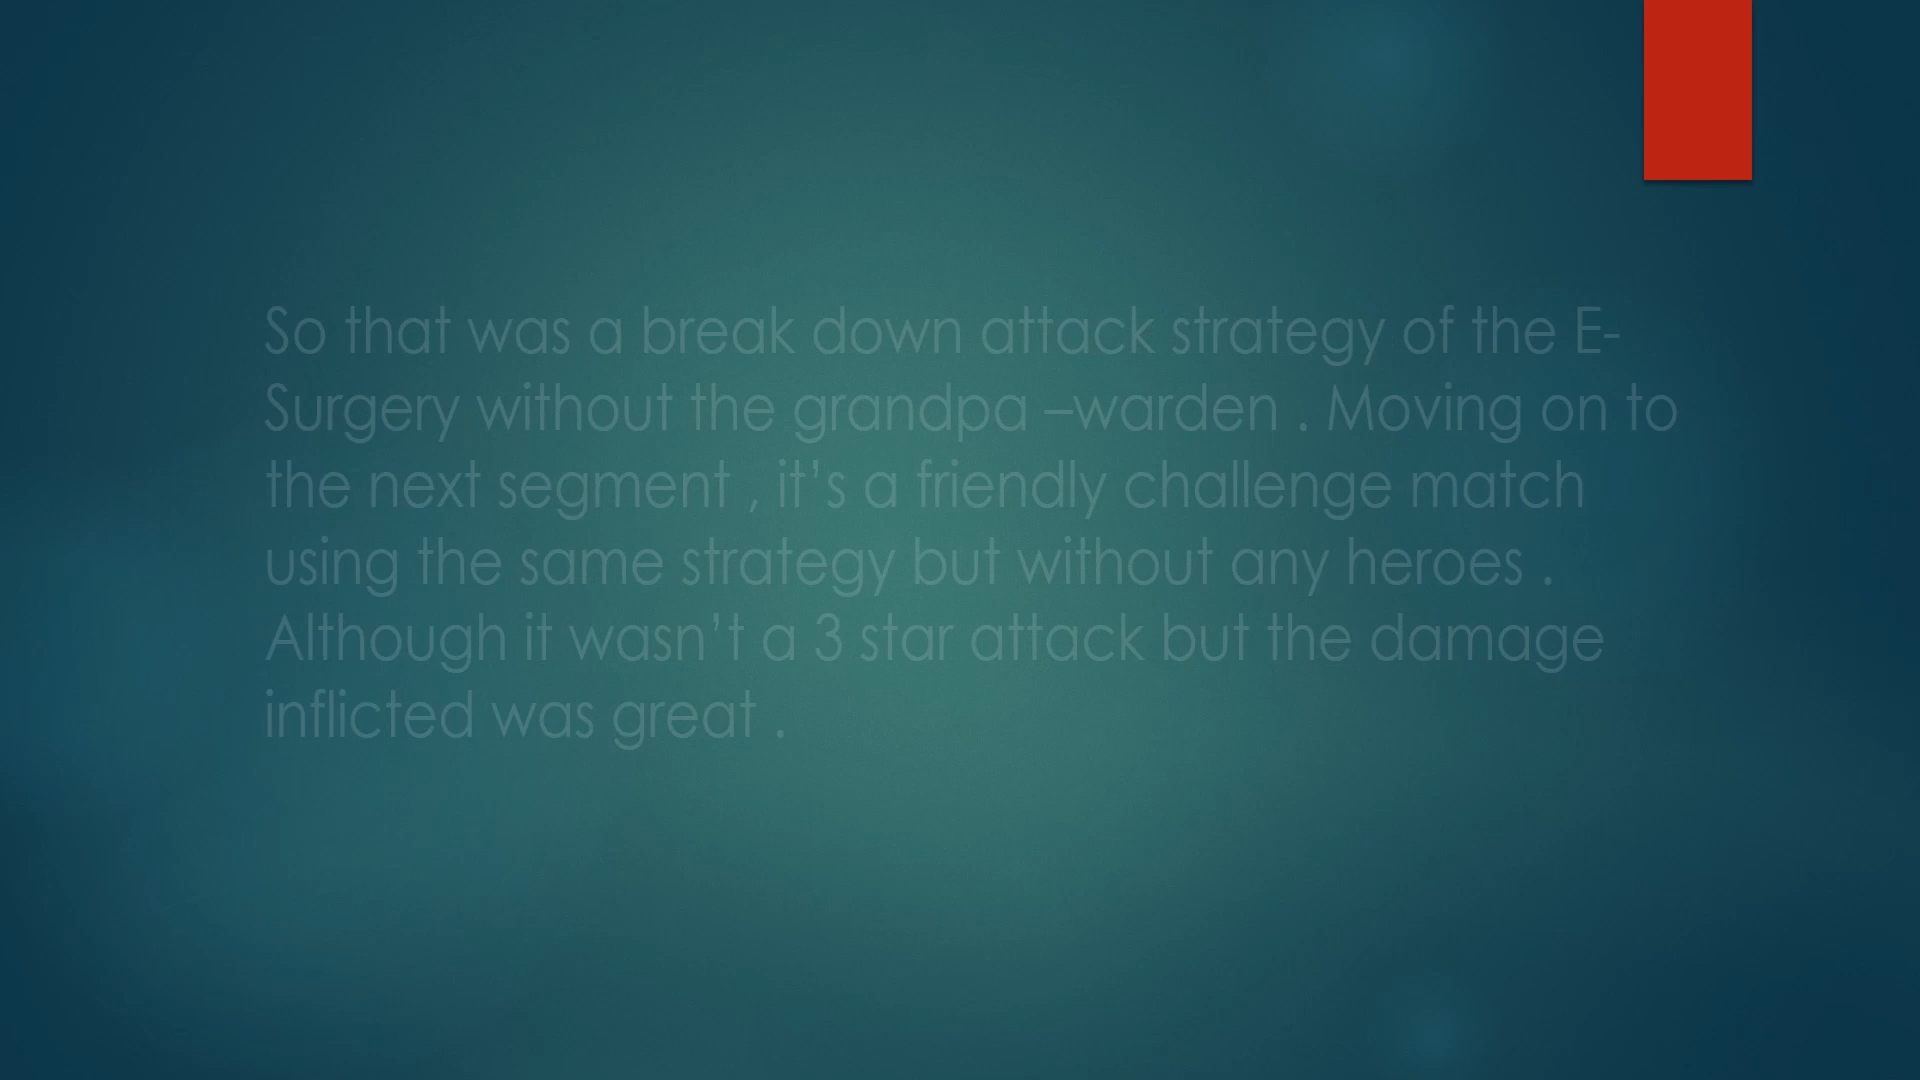 So that was a break down attack strategy of the E-
Surgery without the grandpa –warden . Moving on to
the next segment , it’s a friendly challenge match
using the same strategy but without any heroes .
Although it wasn’t a 3 star attack but the damage
inflicted was great .